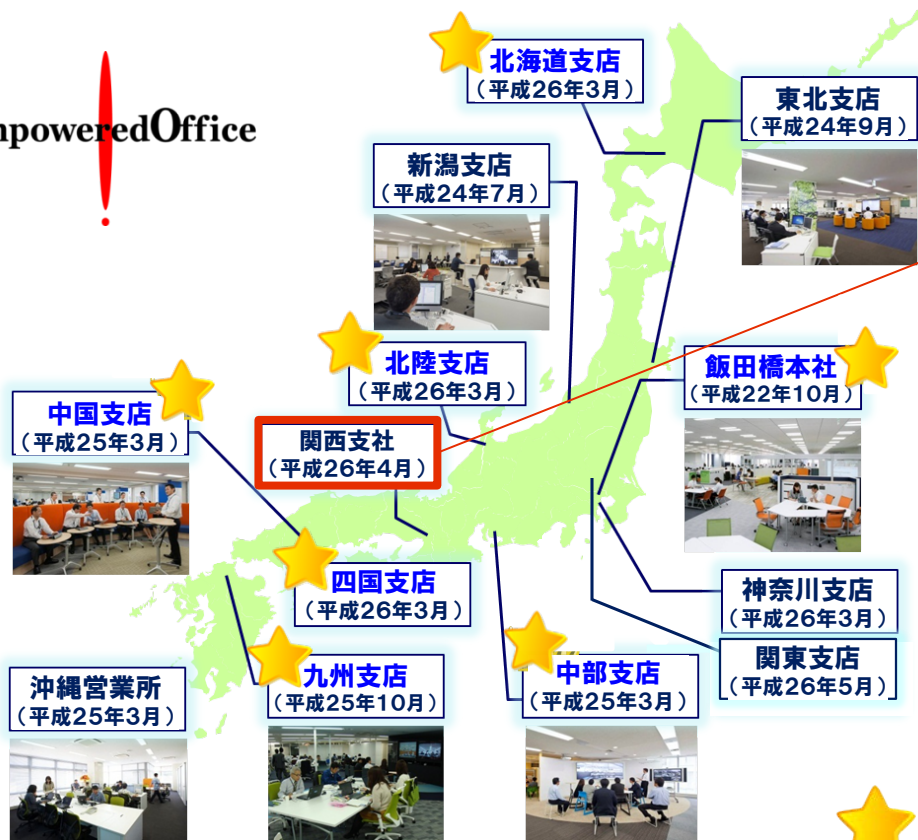 mpoweredOffice
北海道支店
（平成26年3月）
東北支店
（平成24年9月）
新潟支店
（平成24年7月）
北陸支店
（平成26年3月）
飯田橋本社
（平成22年10月）
中国支店
（平成25年3月）
関西支社
（平成26年4月）
四国支店
（平成26年3月）
神奈川支店
（平成26年3月）
関東支店
（平成26年5月）
沖縄営業所
（平成25年3月）
九州支店
（平成25年10月）
中部支店
（平成25年3月）